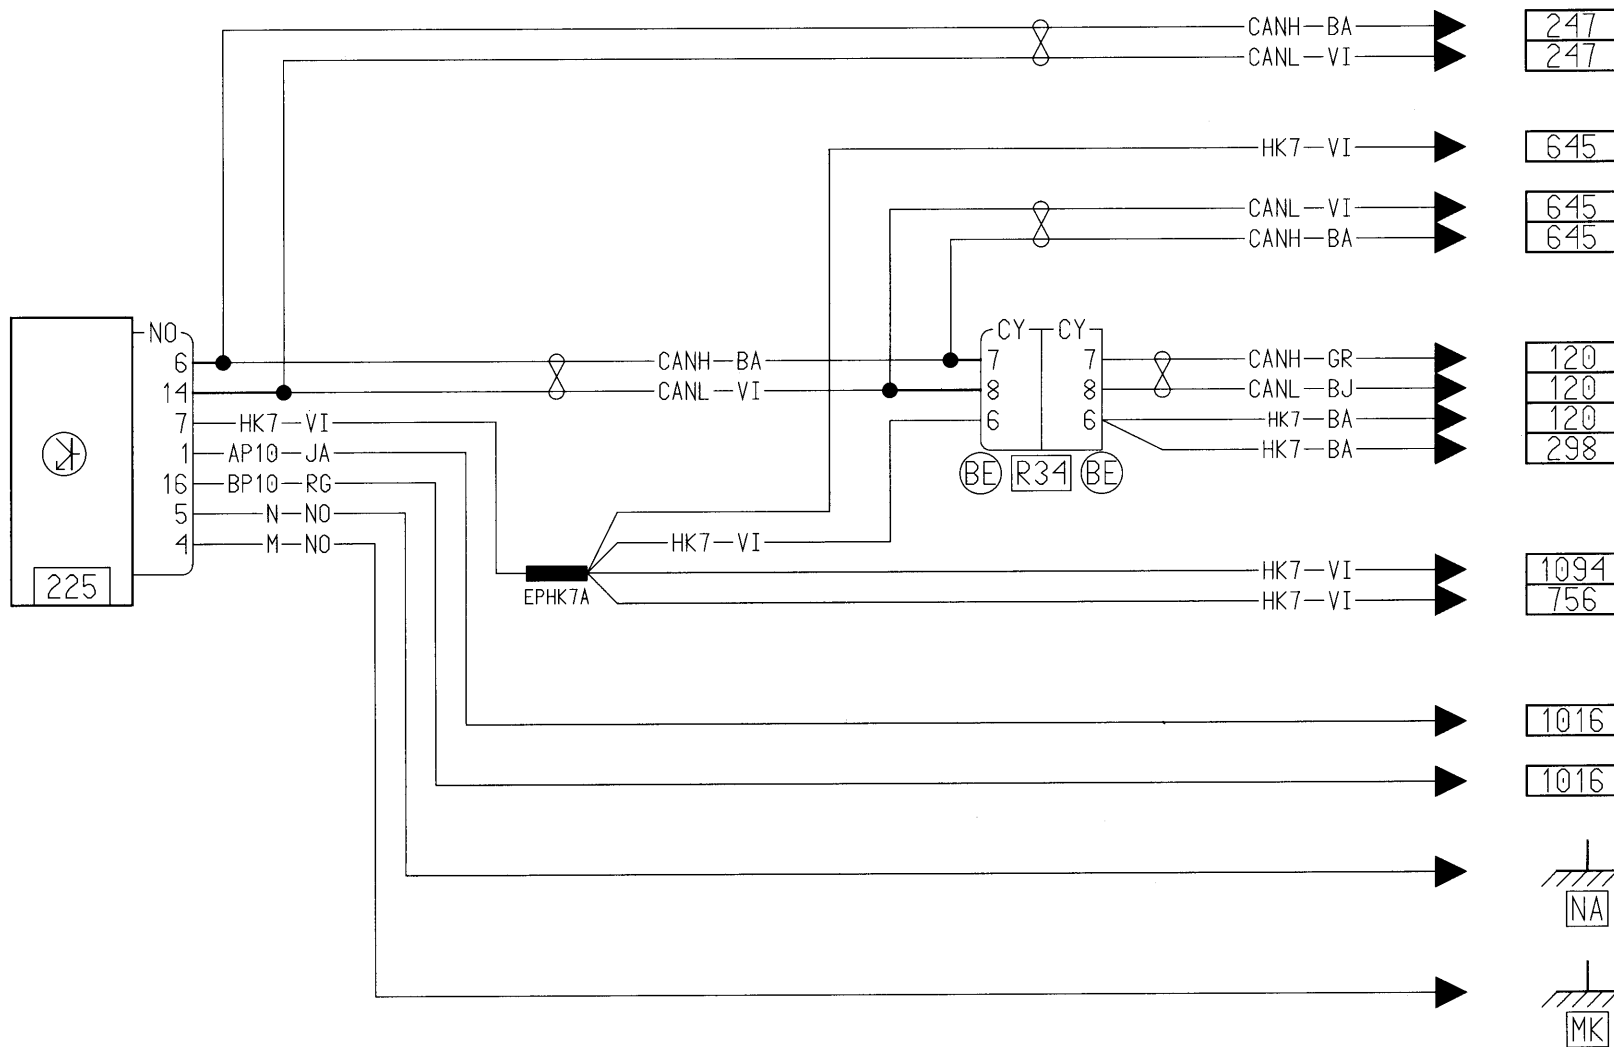 CANH-BA 247
CANL-VI 247
HK7-VI 645
CANL-VI 645
CANH-BA 645
NO CY CY
6 CANH-BA 7 7 CANH-GR 120
14 CANL-VI 8 8 CANL-BJ 120
7 HK7-VI 6 6 HK7-BA 120
1 AP10-JA HK7-BA 298
BE R34 BE
16 BP10-RG
5 N-NO
4 M-NO HK7-VI
225 EPHK7A HK7-VI 1094
HK7-VI 756
1016
1016
NA
MK